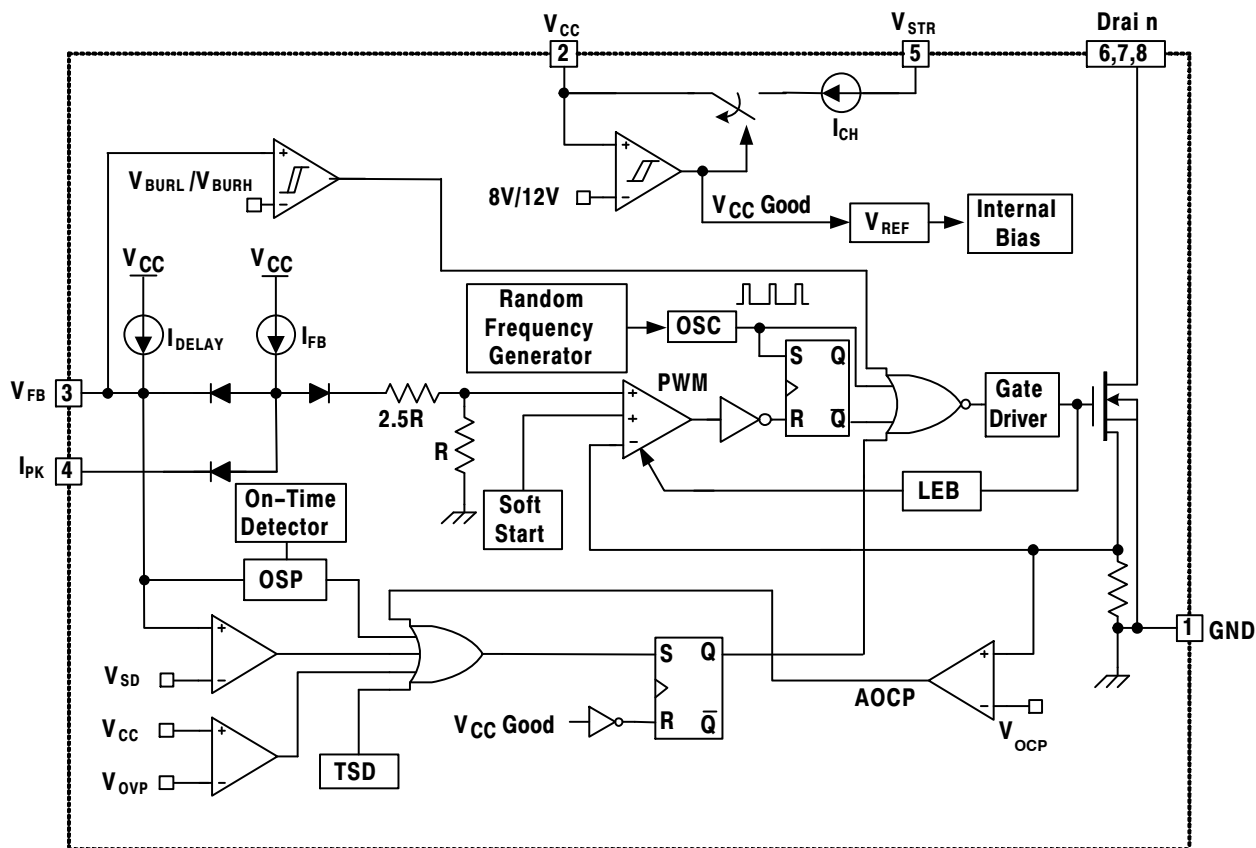 VCC
VSTR
Drai n
2
5
6,7,8
ICH
+
−
+
−
VBURL /VBURH
8V/12V
VCC Good
VREF
Internal
Bias
VCC
VCC
IDELAY
IFB
Random
Frequency
Generator
OSC
S Q
R Q
VFB 3
2.5R
R
PWM
+
+
−
Gate
Driver
IPK 4
LEB
Soft
Start
On−Time
Detector
OSP
1 GND
+
−
VSD
S Q
R Q
VCC Good
AOCP
+
−
VOCP
VCC
+
VOVP
−
TSD